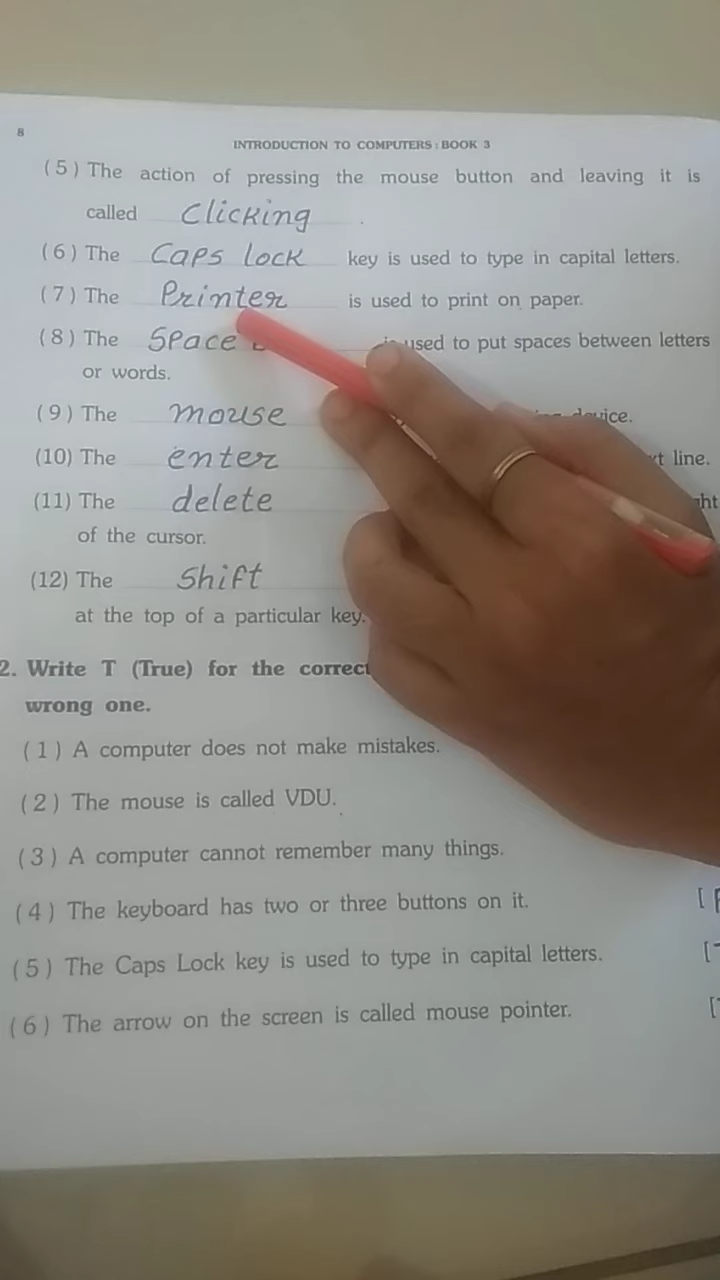 8
INTRODUCTION TO COMPUTERS : BOOK 3
(5) The action of pressing the mouse button and leaving it is
called Clicking .
(6) The Caps lock key is used to type in capital letters.
(7) The Printer is used to print on paper.
(8) The Space used to put spaces between letters
or words.
(9) The mouse device.
(10) The enter line.
(11) The delete
of the cursor.
(12) The Shift
at the top of a particular key.
2. Write T (True) for the correct
wrong one.
(1) A computer does not make mistakes.
(2) The mouse is called VDU.
(3) A computer cannot remember many things.
(4) The keyboard has two or three buttons on it. [
(5) The Caps Lock key is used to type in capital letters. [
(6) The arrow on the screen is called mouse pointer. [